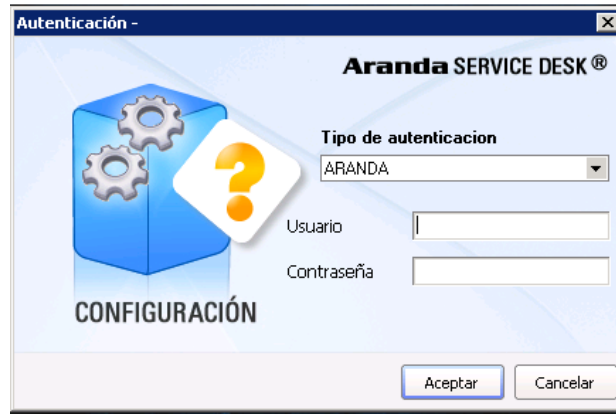 Autenticación -
Aranda SERVICE DESK ®
Tipo de autenticacion
ARANDA
Usuario
Contraseña
CONFIGURACIÓN
Aceptar
Cancelar